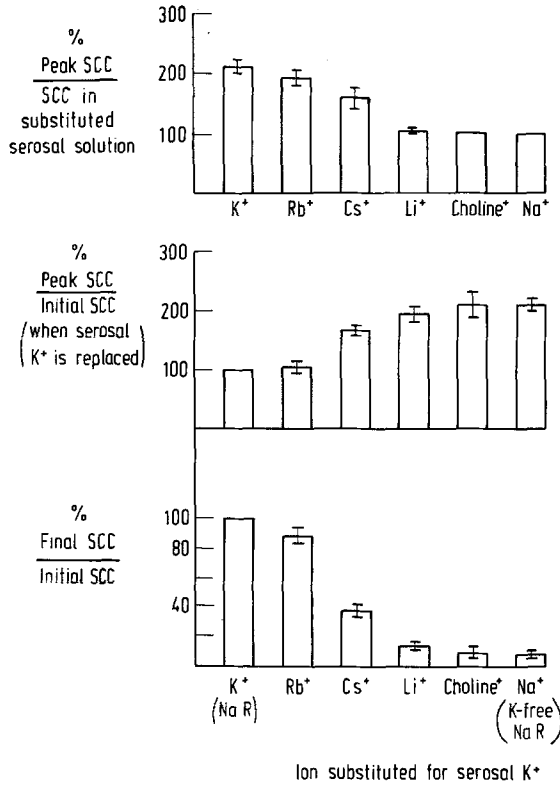 %
Peak SCC
SCC in
substituted
serosal solution
300
200
100
K⁺ Rb⁺ Cs⁺ Li⁺ Choline⁺ Na⁺
%
Peak SCC
Initial SCC
(when serosal
K⁺ is replaced)
300
200
100
%
Final SCC
Initial SCC
100
80
40
K⁺ Rb⁺ Cs⁺ Li⁺ Choline⁺ Na⁺
(Na R) (K-free
Na R)
Ion substituted for serosal K⁺